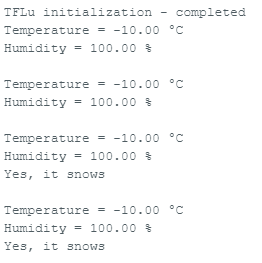 TFLu initialization - completed
Temperature = -10.00 °C
Humidity = 100.00 %
Temperature = -10.00 °C
Humidity = 100.00 %
Temperature = -10.00 °C
Humidity = 100.00 %
Yes, it snows
Temperature = -10.00 °C
Humidity = 100.00 %
Yes, it snows